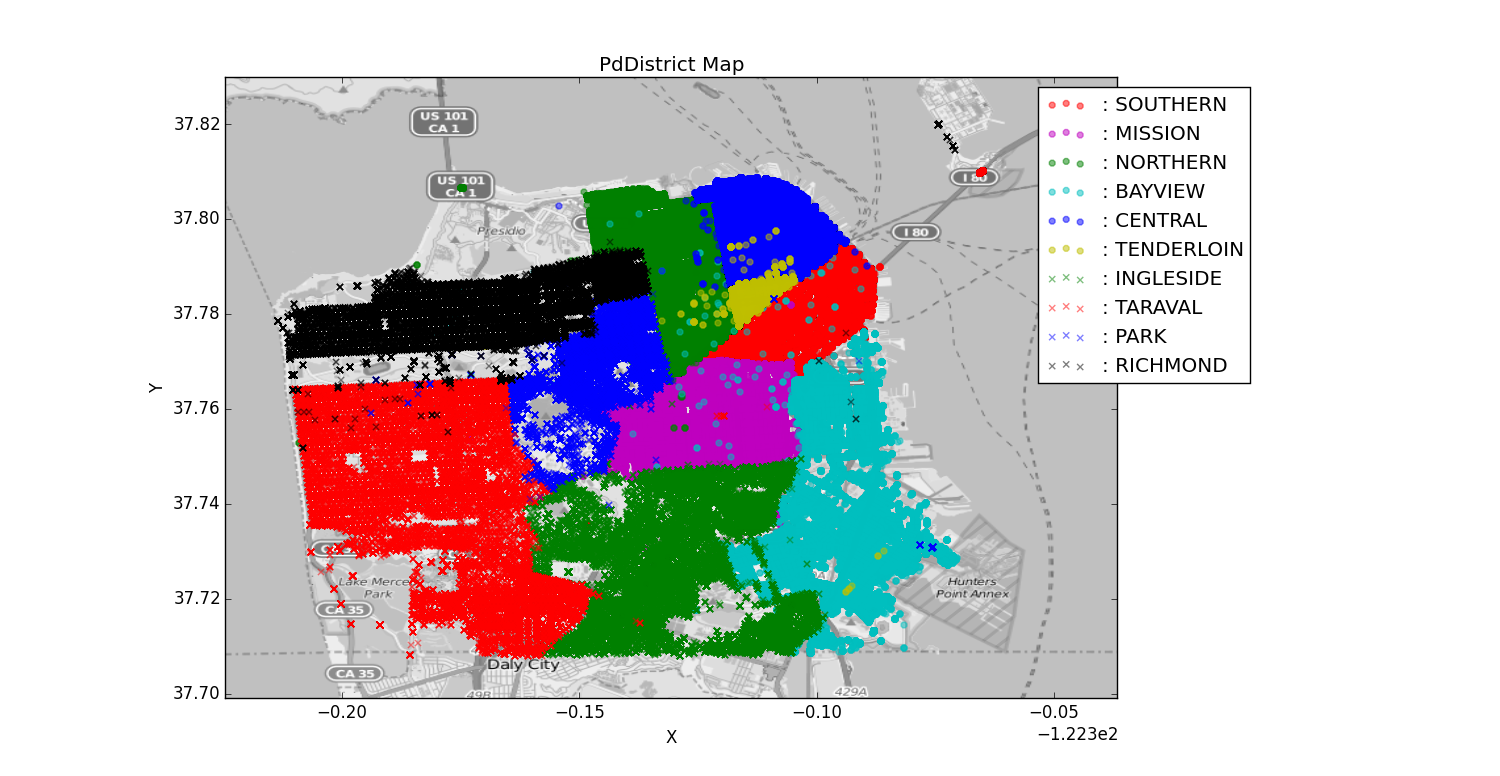 PdDistrict Map
US 101
CA 1
US 101
CA 1
Presidio
I 80
I 80
Lake Merce
Park
CA 35
CA 35
Daly City
49B
429A
Hunters
Point Annex
37.82
37.80
37.78
37.76
37.74
37.72
37.70
Y
−0.20
−0.15
−0.10
−0.05
−1.223e2
X
: SOUTHERN
: MISSION
: NORTHERN
: BAYVIEW
: CENTRAL
: TENDERLOIN
: INGLESIDE
: TARAVAL
: PARK
: RICHMOND